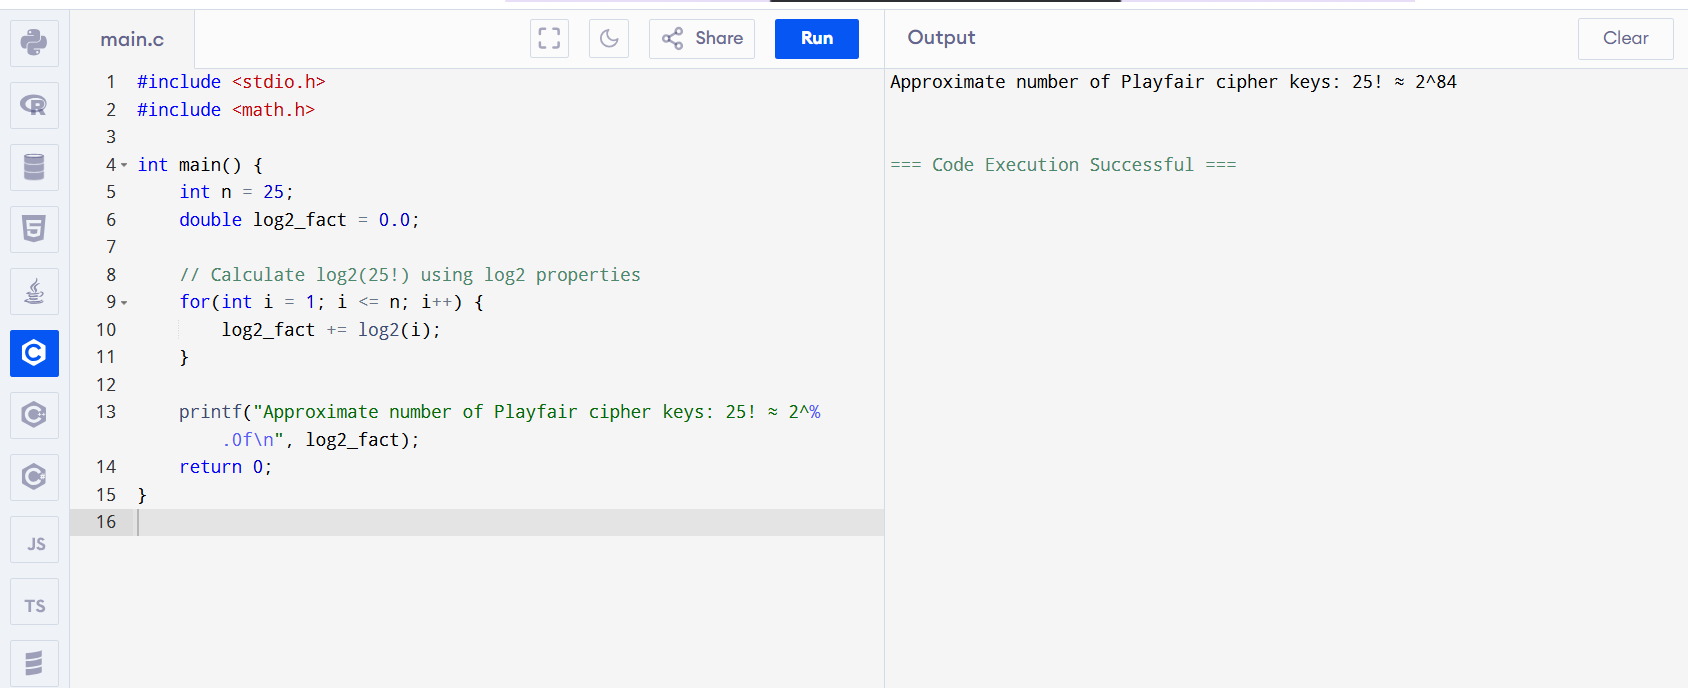 main.c
Share
Run
Output
Clear
1 #include <stdio.h>
2 #include <math.h>
3
4 int main() {
5 int n = 25;
6 double log2_fact = 0.0;
7
8 // Calculate log2(25!) using log2 properties
9 for(int i = 1; i <= n; i++) {
10 log2_fact += log2(i);
11 }
12
13 printf("Approximate number of Playfair cipher keys: 25! ≈ 2^%
.0f\n", log2_fact);
14 return 0;
15 }
16
Approximate number of Playfair cipher keys: 25! ≈ 2^84
=== Code Execution Successful ===
R
5
C
C
C
JS
TS